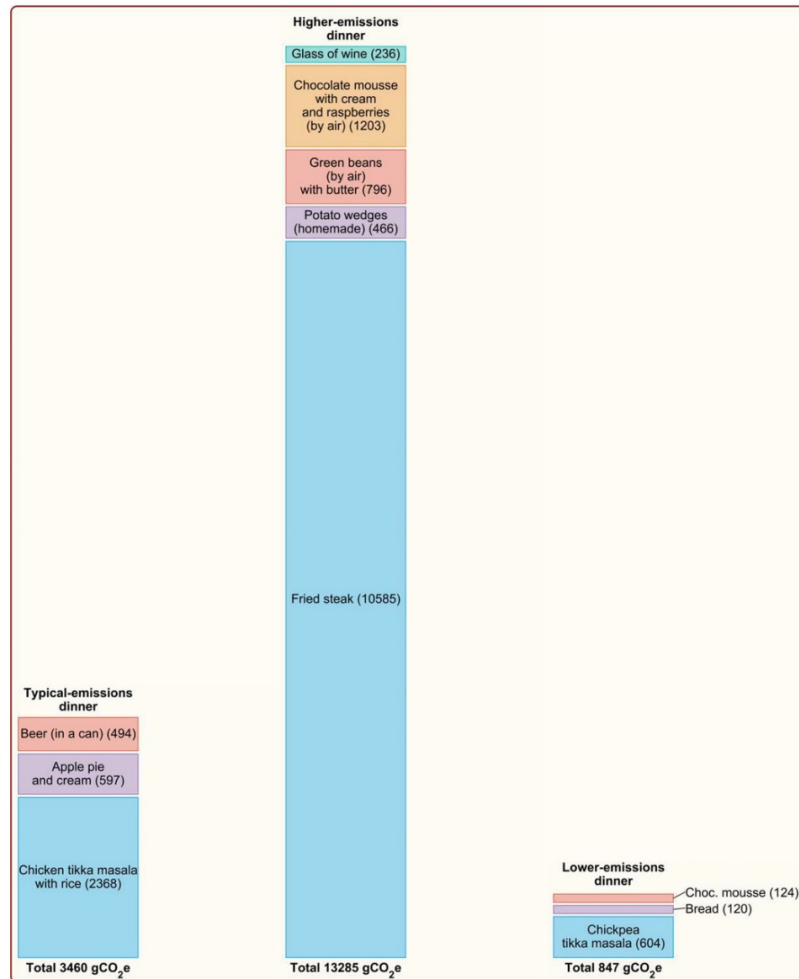 Higher-emissions
dinner
Glass of wine (236)
Chocolate mousse
with cream
and raspberries
(by air) (1203)
Green beans
(by air)
with butter (796)
Potato wedges
(homemade) (466)
Fried steak (10585)
Total 13285 gCO₂e
Typical-emissions
dinner
Beer (in a can) (494)
Apple pie
and cream (597)
Chicken tikka masala
with rice (2368)
Total 3460 gCO₂e
Lower-emissions
dinner
Choc. mousse (124)
Bread (120)
Chickpea
tikka masala (604)
Total 847 gCO₂e